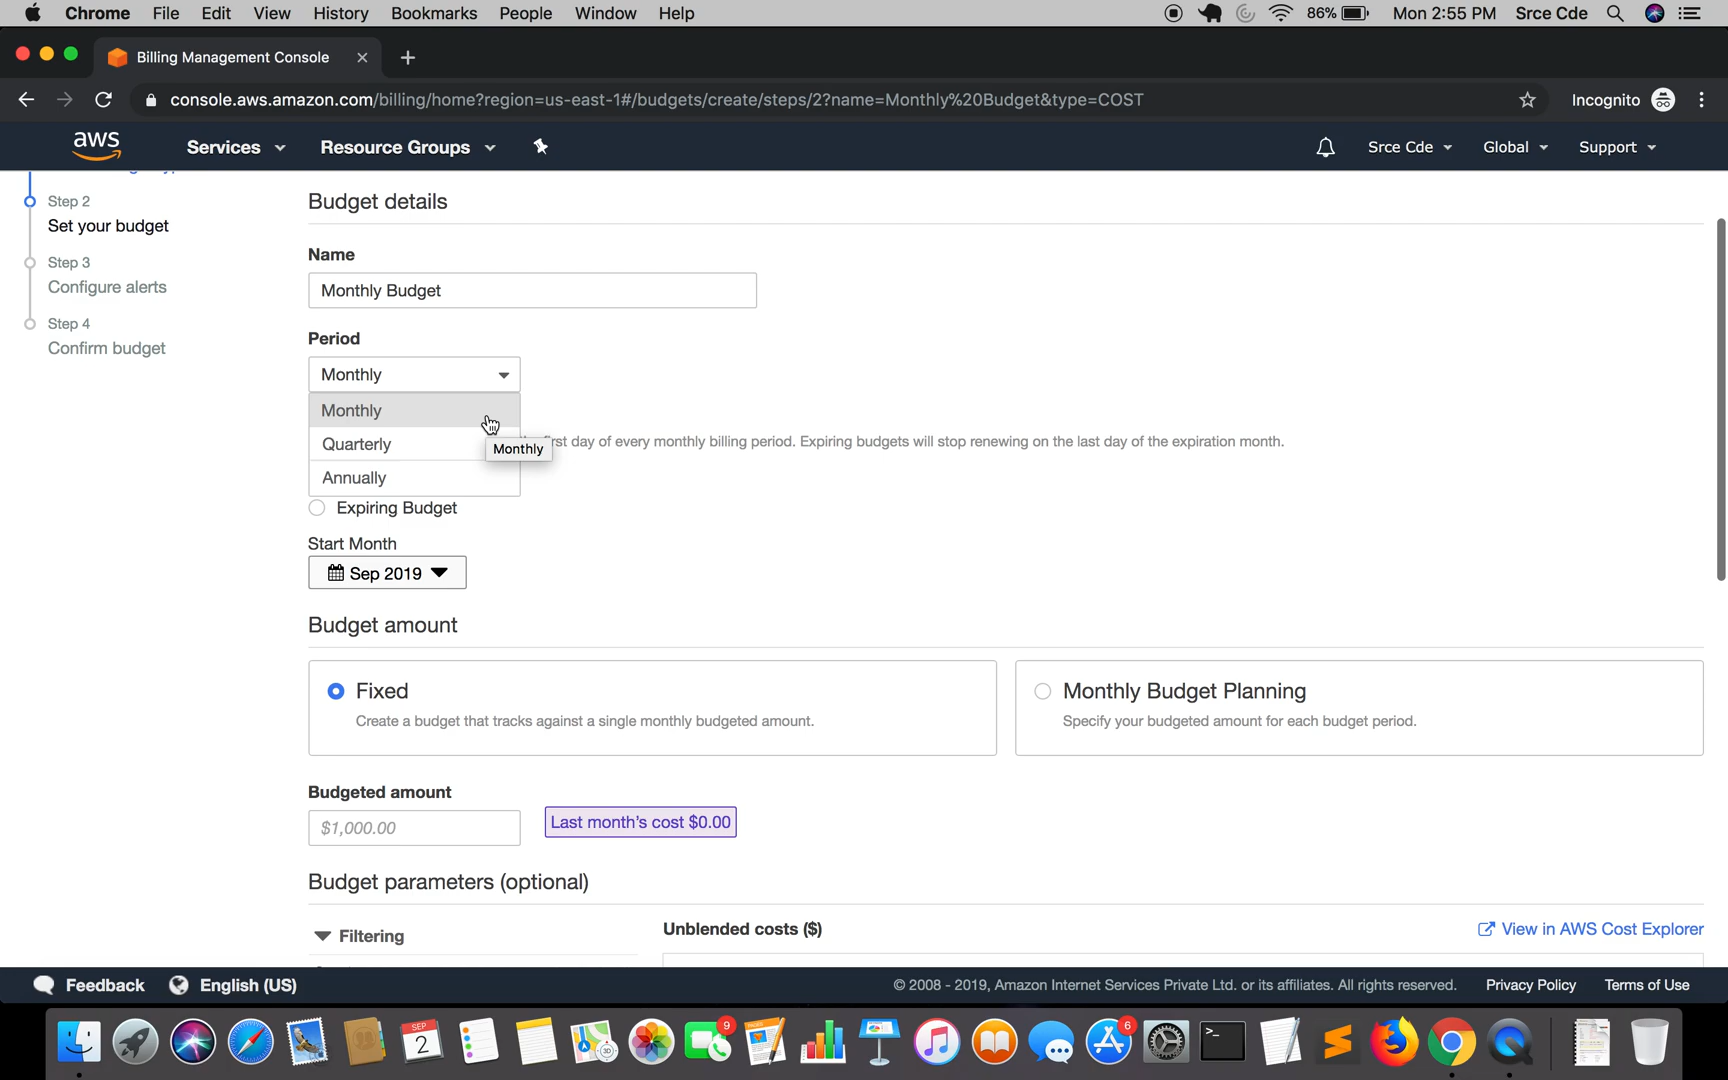 Chrome File Edit View History Bookmarks People Window Help 86% Mon 2:55 PM Srce Cde
Billing Management Console
console.aws.amazon.com/billing/home?region=us-east-1#/budgets/create/steps/2?name=Monthly%20Budget&type=COST Incognito
aws Services Resource Groups Srce Cde Global Support
Step 2
Set your budget
Step 3
Configure alerts
Step 4
Confirm budget
Budget details
Name
Monthly Budget
Period
Monthly
Monthly
Quarterly
Annually
Monthly
day of every monthly billing period. Expiring budgets will stop renewing on the last day of the expiration month.
Expiring Budget
Start Month
Sep 2019
Budget amount
Fixed
Create a budget that tracks against a single monthly budgeted amount.
Monthly Budget Planning
Specify your budgeted amount for each budget period.
Budgeted amount
$1,000.00
Last month's cost $0.00
Budget parameters (optional)
Filtering
Unblended costs ($)
View in AWS Cost Explorer
Feedback English (US) © 2008 - 2019, Amazon Internet Services Private Ltd. or its affiliates. All rights reserved. Privacy Policy Terms of Use
SEP
2
9
PAGES
6